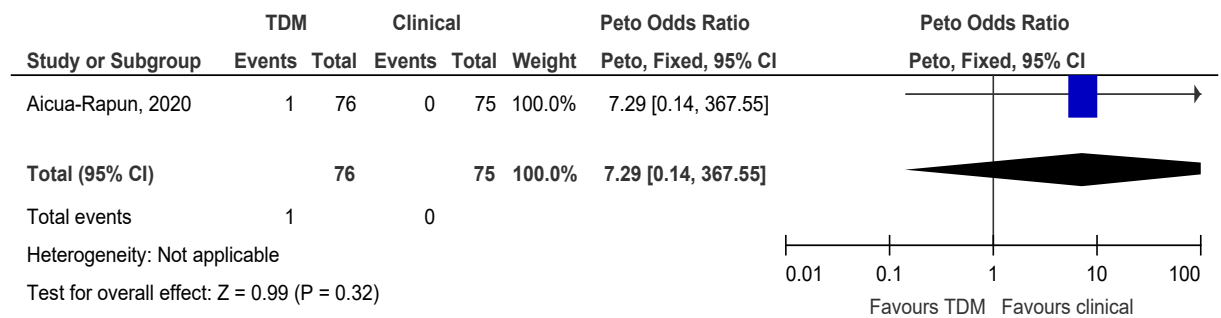 TDM Clinical Peto Odds Ratio Peto Odds Ratio
Study or Subgroup Events Total Events Total Weight Peto, Fixed, 95% CI Peto, Fixed, 95% CI
Aicua-Rapun, 2020 1 76 0 75 100.0% 7.29 [0.14, 367.55]
Total (95% CI) 76 75 100.0% 7.29 [0.14, 367.55]
Total events 1 0
Heterogeneity: Not applicable
Test for overall effect: Z = 0.99 (P = 0.32)
0.01 0.1 1 10 100
Favours TDM Favours clinical